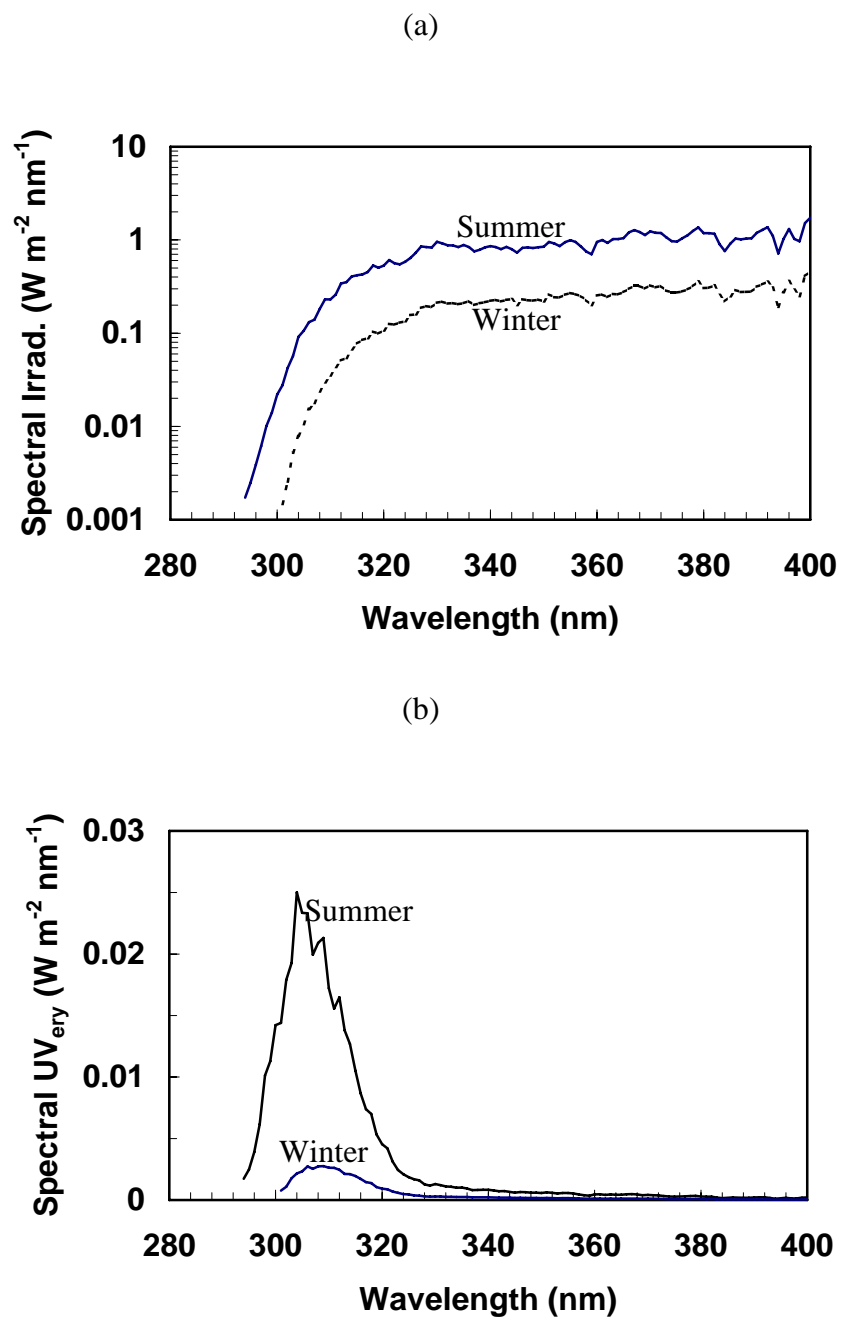 (a)
10
1
0.1
0.01
0.001
Spectral Irrad. (W m-2 nm-1)
Summer
Winter
280 300 320 340 360 380 400
Wavelength (nm)
(b)
0.03
0.02
0.01
0
Spectral UVery (W m-2 nm-1)
Summer
Winter
280 300 320 340 360 380 400
Wavelength (nm)